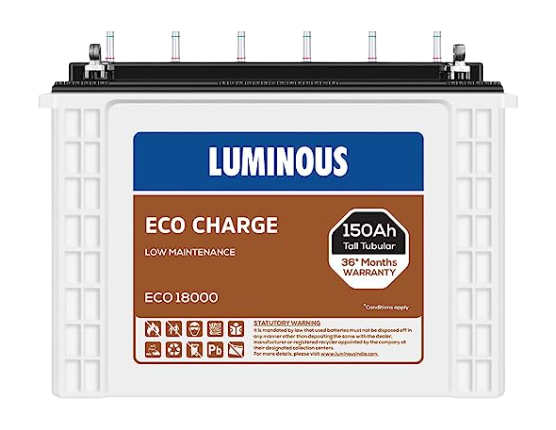 LUMINOUS
ECO CHARGE
LOW MAINTENANCE
ECO 18000
150Ah
Tall Tubular
36* Months
WARRANTY
*Conditions apply
Pb
STATUTORY WARNING
It is mandated by law that used batteries must not be disposed off in
any manner other than depositing the same with the dealer,
manufacturer or registered recycler appointed by the company at
their designated collection centers.
For more details, please visit www.luminousindia.com.